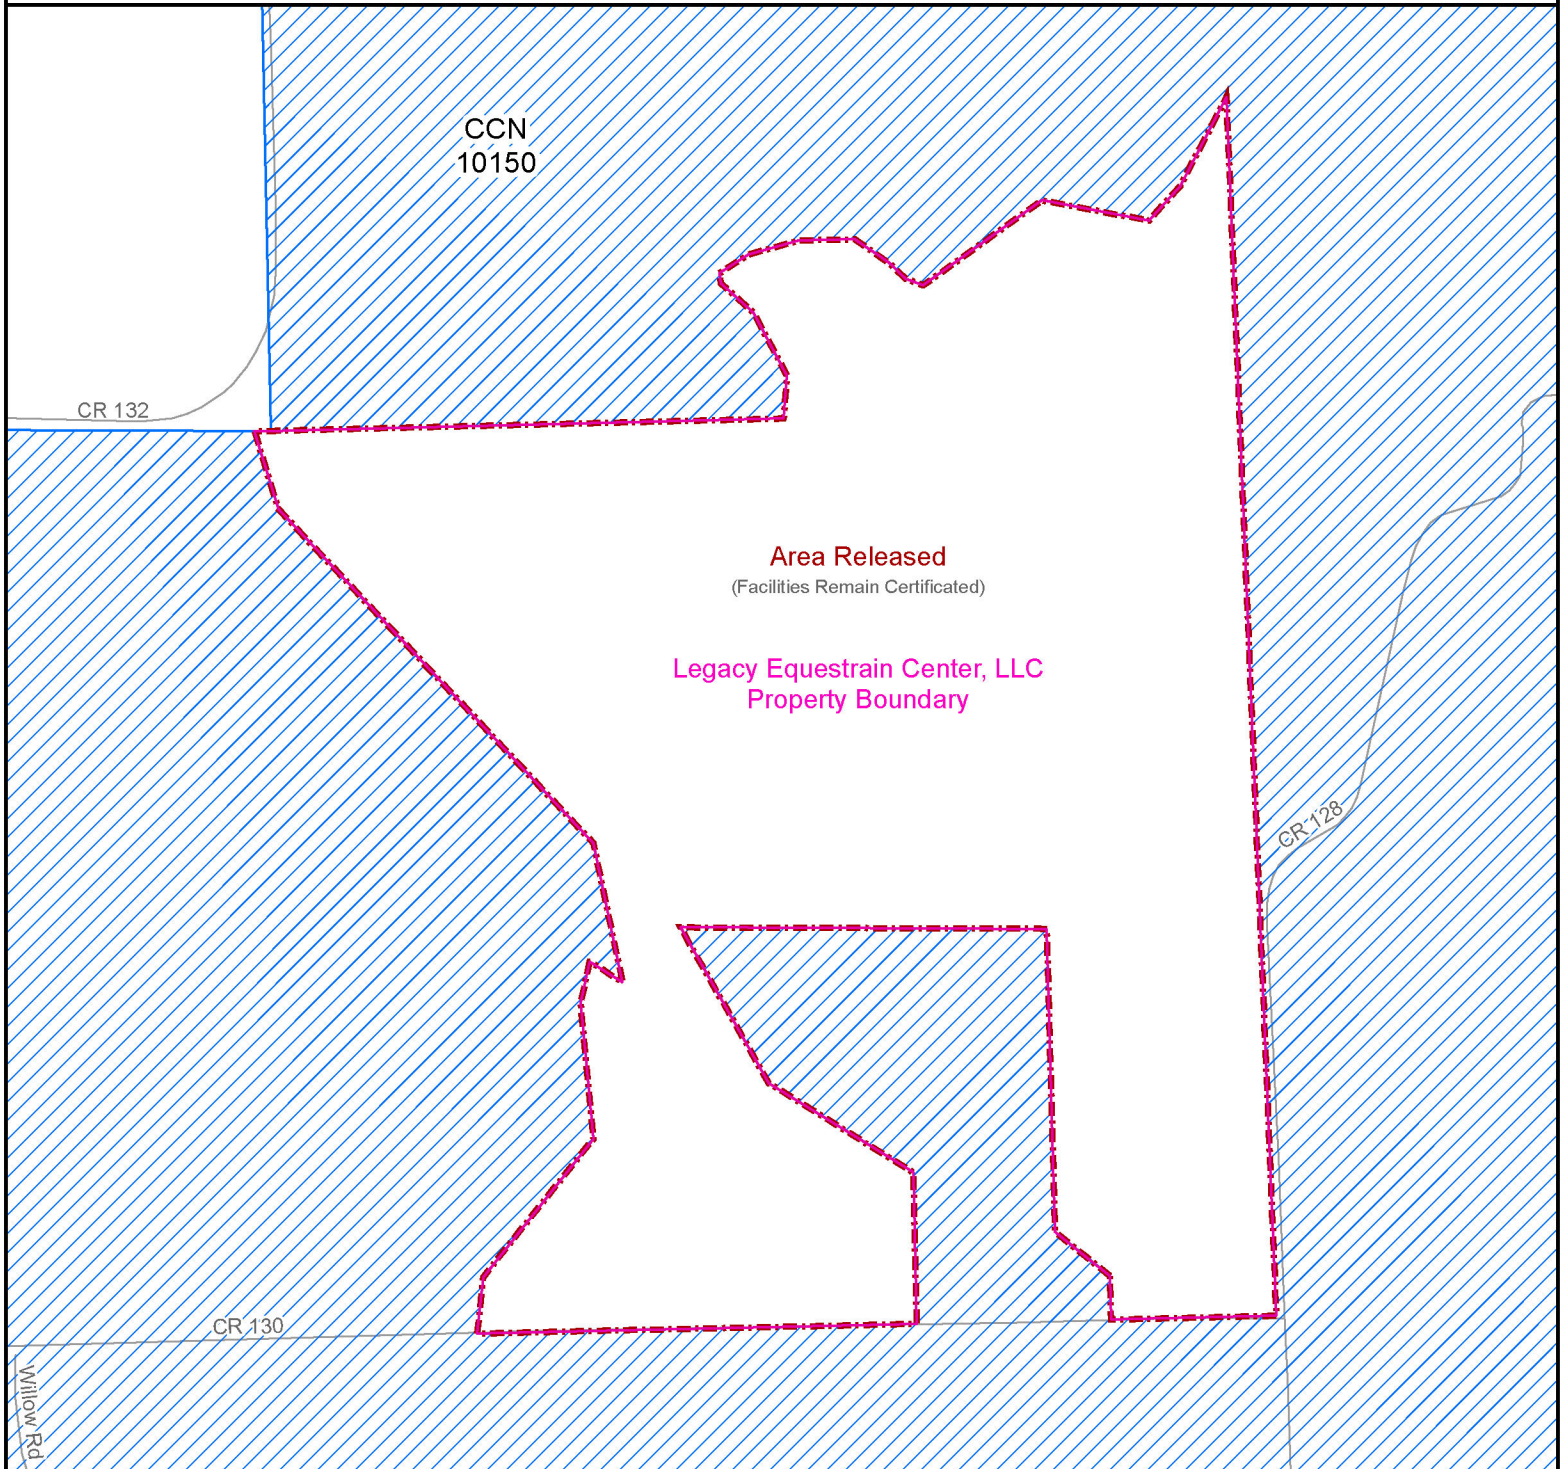 CCN
10150
CR 132
Area Released
(Facilities Remain Certificated)
Legacy Equestrain Center, LLC
Property Boundary
CR 128
CR 130
Willow Rd